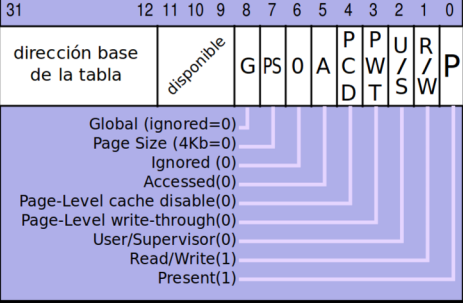 31 12 11 10 9 8 7 6 5 4 3 2 1 0
dirección base
de la tabla
disponible
G
PS
0
A
PCD
PWT
U/S
R/W
P
Global (ignored=0)
Page Size (4Kb=0)
Ignored (0)
Accessed(0)
Page-Level cache disable(0)
Page-Level write-through(0)
User/Supervisor(0)
Read/Write(1)
Present(1)